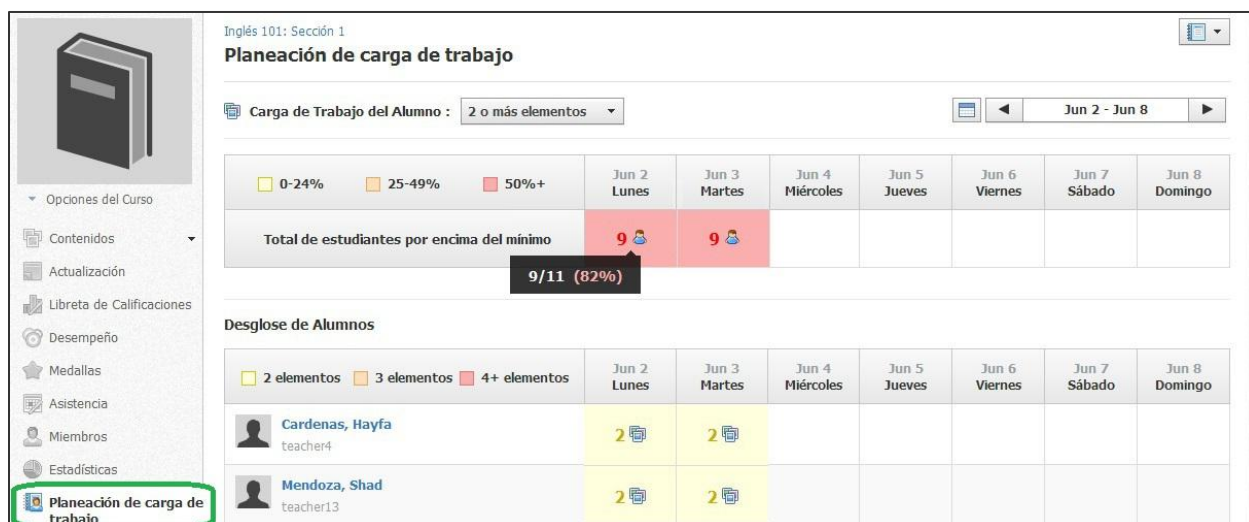 Inglés 101: Sección 1
Planeación de carga de trabajo
Carga de Trabajo del Alumno : 2 o más elementos
Jun 2 - Jun 8
0-24% 25-49% 50%+
Jun 2 Jun 3 Jun 4 Jun 5 Jun 6 Jun 7 Jun 8
Lunes Martes Miércoles Jueves Viernes Sábado Domingo
Total de estudiantes por encima del mínimo 9 9
9/11 (82%)
Desglose de Alumnos
2 elementos 3 elementos 4+ elementos
Jun 2 Jun 3 Jun 4 Jun 5 Jun 6 Jun 7 Jun 8
Lunes Martes Miércoles Jueves Viernes Sábado Domingo
Cardenas, Hayfa
teacher4
2 2
Mendoza, Shad
teacher13
2 2
Opciones del Curso
Contenidos
Actualización
Libreta de Calificaciones
Desempeño
Medallas
Asistencia
Miembros
Estadísticas
Planeación de carga de
trabajo